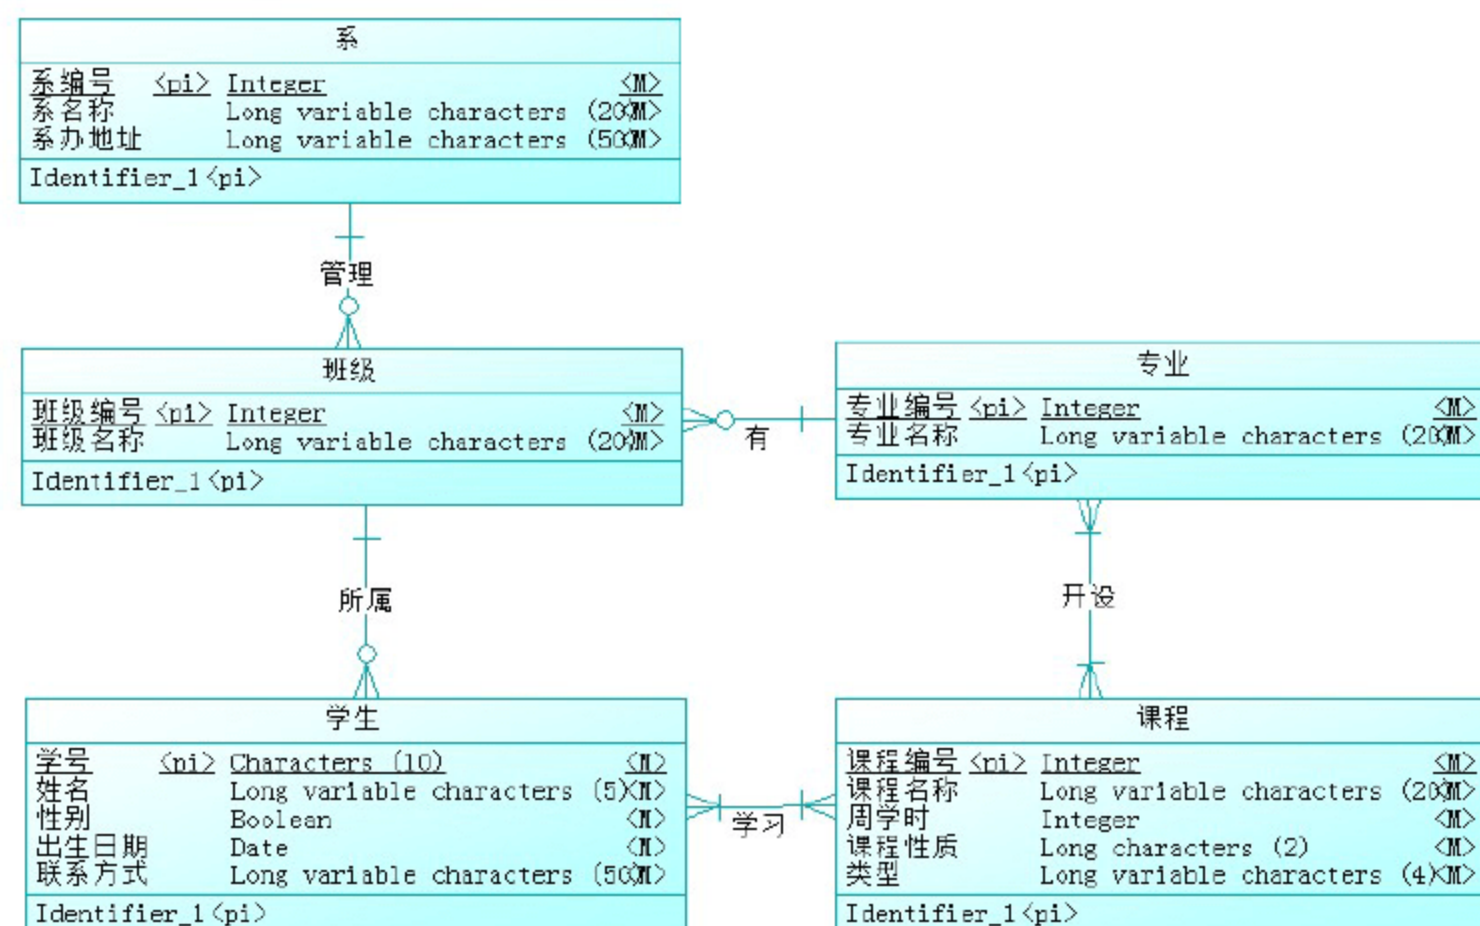 系
系编号 <pi> Integer <M>
系名称 Long variable characters (20) <M>
系办地址 Long variable characters (50) <M>
Identifier_1 <pi>
管理
班级
班级编号 <pi> Integer <M>
班级名称 Long variable characters (20) <M>
Identifier_1 <pi>
有
专业
专业编号 <pi> Integer <M>
专业名称 Long variable characters (20) <M>
Identifier_1 <pi>
所属
开设
学生
学号 <pi> Characters (10) <M>
姓名 Long variable characters (5) <M>
性别 Boolean <M>
出生日期 Date <M>
联系方式 Long variable characters (50) <M>
Identifier_1 <pi>
学习
课程
课程编号 <pi> Integer <M>
课程名称 Long variable characters (20) <M>
周学时 Integer <M>
课程性质 Long characters (2) <M>
类型 Long variable characters (4) <M>
Identifier_1 <pi>